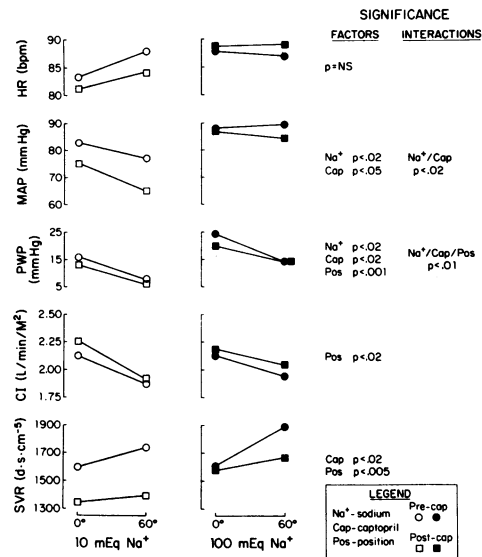 SIGNIFICANCE
FACTORS INTERACTIONS
HR (bpm)
90
85
80
p=NS
MAP (mmHg)
90
80
70
60
Na⁺ p<.02
Cap p<.05
Na⁺/Cap
p<.02
PWP
(mmHg)
25
15
5
Na⁺ p<.02
Cap p<.02
Pos p<.001
Na⁺/Cap/Pos
p<.01
CI (L/min/M²)
2.50
2.25
2.00
1.75
Pos p<.02
SVR (d·s·cm⁻⁵)
1900
1700
1500
1300
Cap p<.02
Pos p<.005
0° 60°
10 mEq Na⁺
0° 60°
100 mEq Na⁺
LEGEND
Na⁺-sodium
Cap-captopril
Pos-position
Pre-cap
Post-cap